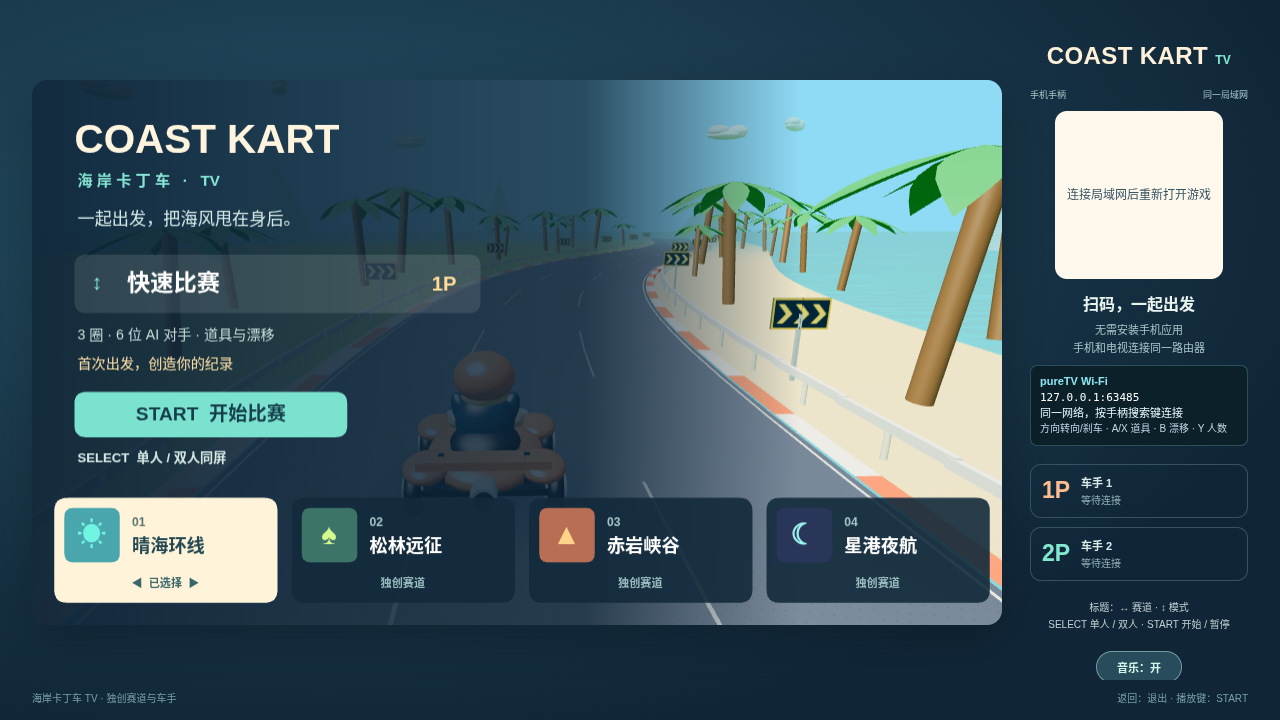 COAST KART
海岸卡丁车 · TV
一起出发，把海风甩在身后。
↕ 快速比赛 1P
3 圈 · 6 位 AI 对手 · 道具与漂移
首次出发，创造你的纪录
START 开始比赛
SELECT 单人 / 双人同屏
01
晴海环线
◀ 已选择 ▶
02
松林远征
独创赛道
03
赤岩峡谷
独创赛道
04
星港夜航
独创赛道
COAST KART TV
手机手柄 同一局域网
连接局域网后重新打开游戏
扫码，一起出发
无需安装手机应用
手机和电视连接同一路由器
pureTV Wi-Fi
127.0.0.1:63485
同一网络，按手柄搜索键连接
方向转向/刹车 · A/X 道具 · B 漂移 · Y 人数
1P 车手 1
等待连接
2P 车手 2
等待连接
标题：↔ 赛道 · ↕ 模式
SELECT 单人 / 双人 · START 开始 / 暂停
音乐：开
海岸卡丁车 TV · 独创赛道与车手
返回：退出 · 播放键：START